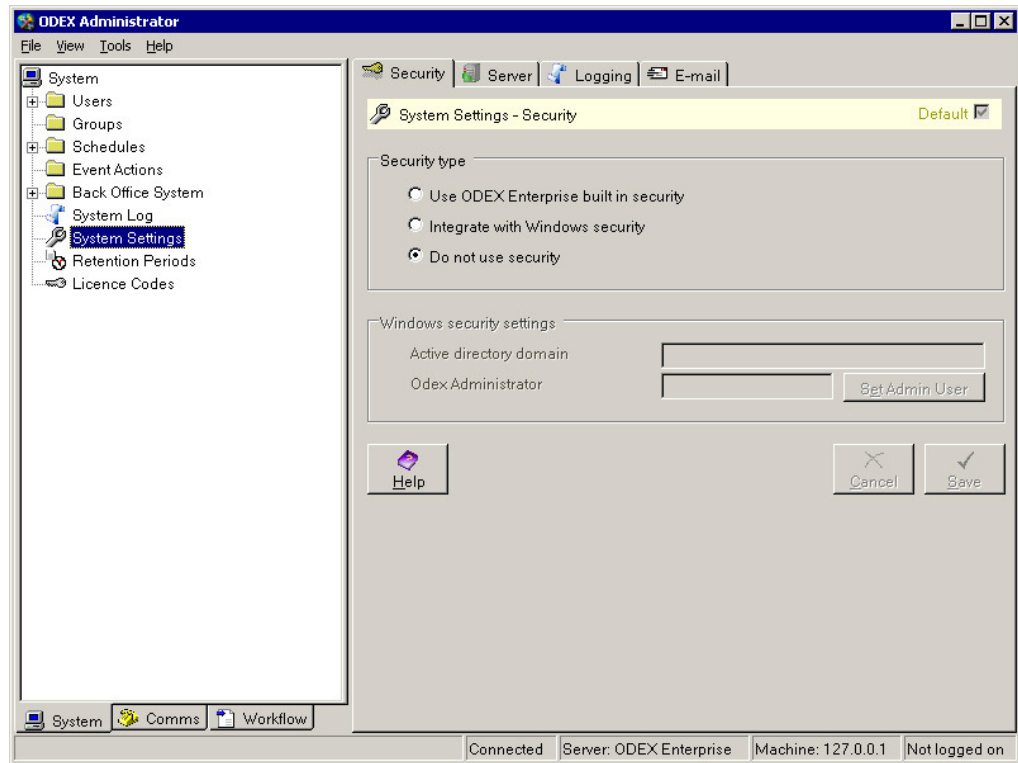 ODEX Administrator
File View Tools Help
System
Users
Groups
Schedules
Event Actions
Back Office System
System Log
System Settings
Retention Periods
Licence Codes
Security Server Logging E-mail
System Settings - Security Default
Security type
Use ODEX Enterprise built in security
Integrate with Windows security
Do not use security
Windows security settings
Active directory domain
Odex Administrator Set Admin User
Help Cancel Save
System Comms Workflow
Connected Server: ODEX Enterprise Machine: 127.0.0.1 Not logged on